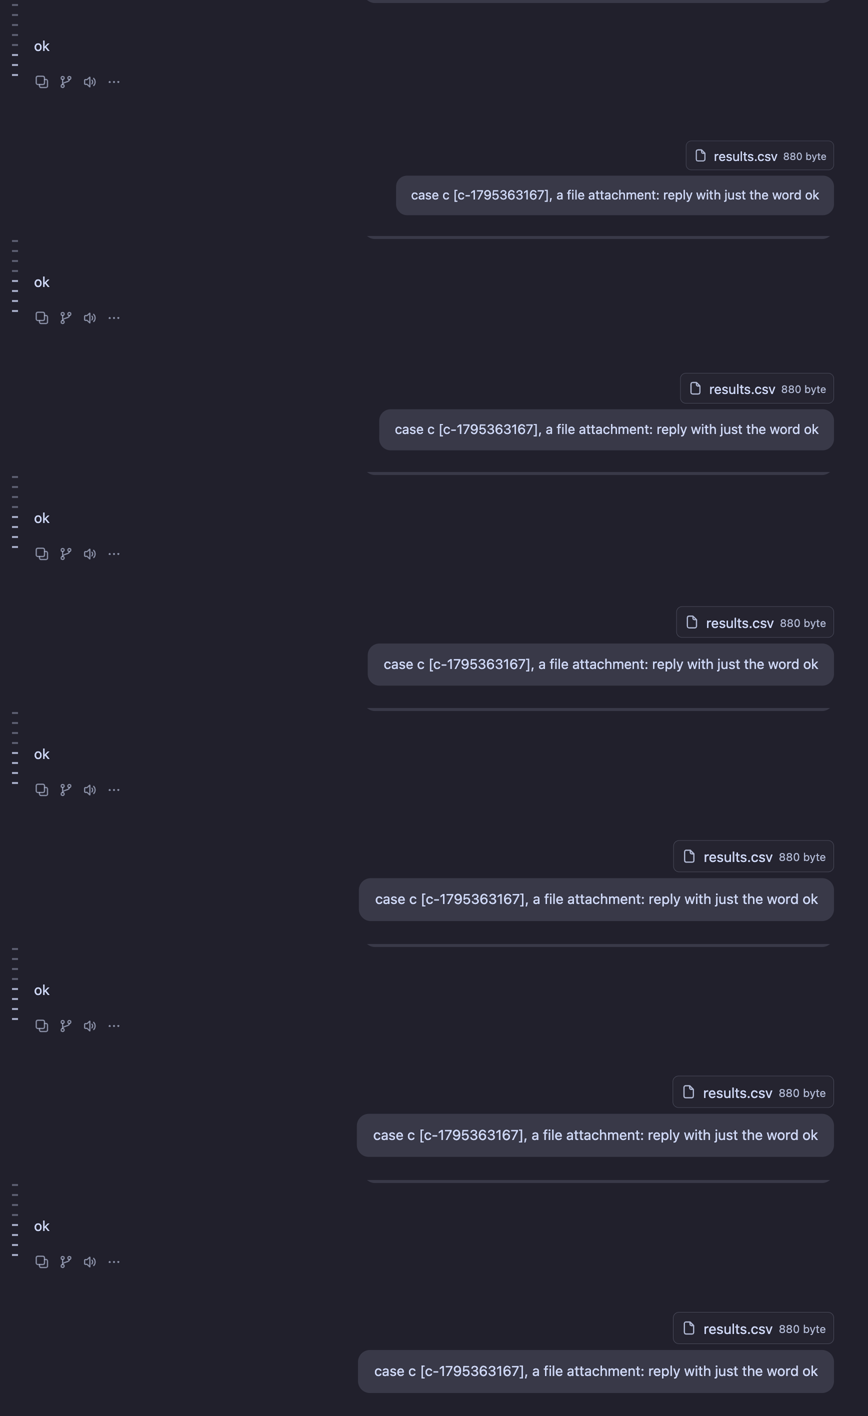 ok
results.csv 880 byte
case c [c-1795363167], a file attachment: reply with just the word ok
ok
results.csv 880 byte
case c [c-1795363167], a file attachment: reply with just the word ok
ok
results.csv 880 byte
case c [c-1795363167], a file attachment: reply with just the word ok
ok
results.csv 880 byte
case c [c-1795363167], a file attachment: reply with just the word ok
ok
results.csv 880 byte
case c [c-1795363167], a file attachment: reply with just the word ok
ok
results.csv 880 byte
case c [c-1795363167], a file attachment: reply with just the word ok